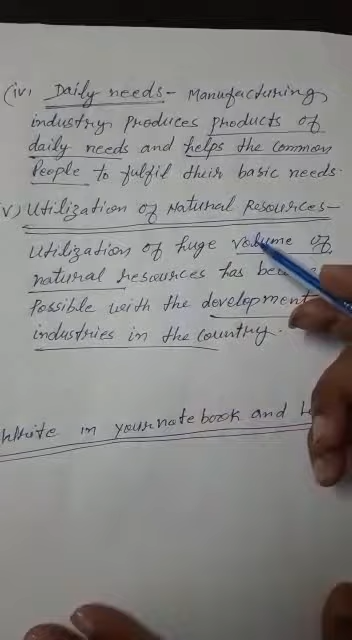 (iv) Daily needs - Manufacturing
industry produces products of
daily needs and helps the common
People to fulfil their basic needs.
v) Utilization of Natural Resources-
Utilization of huge volume of
natural resources has
Possible with the development
industries in the country.
Write in your notebook and